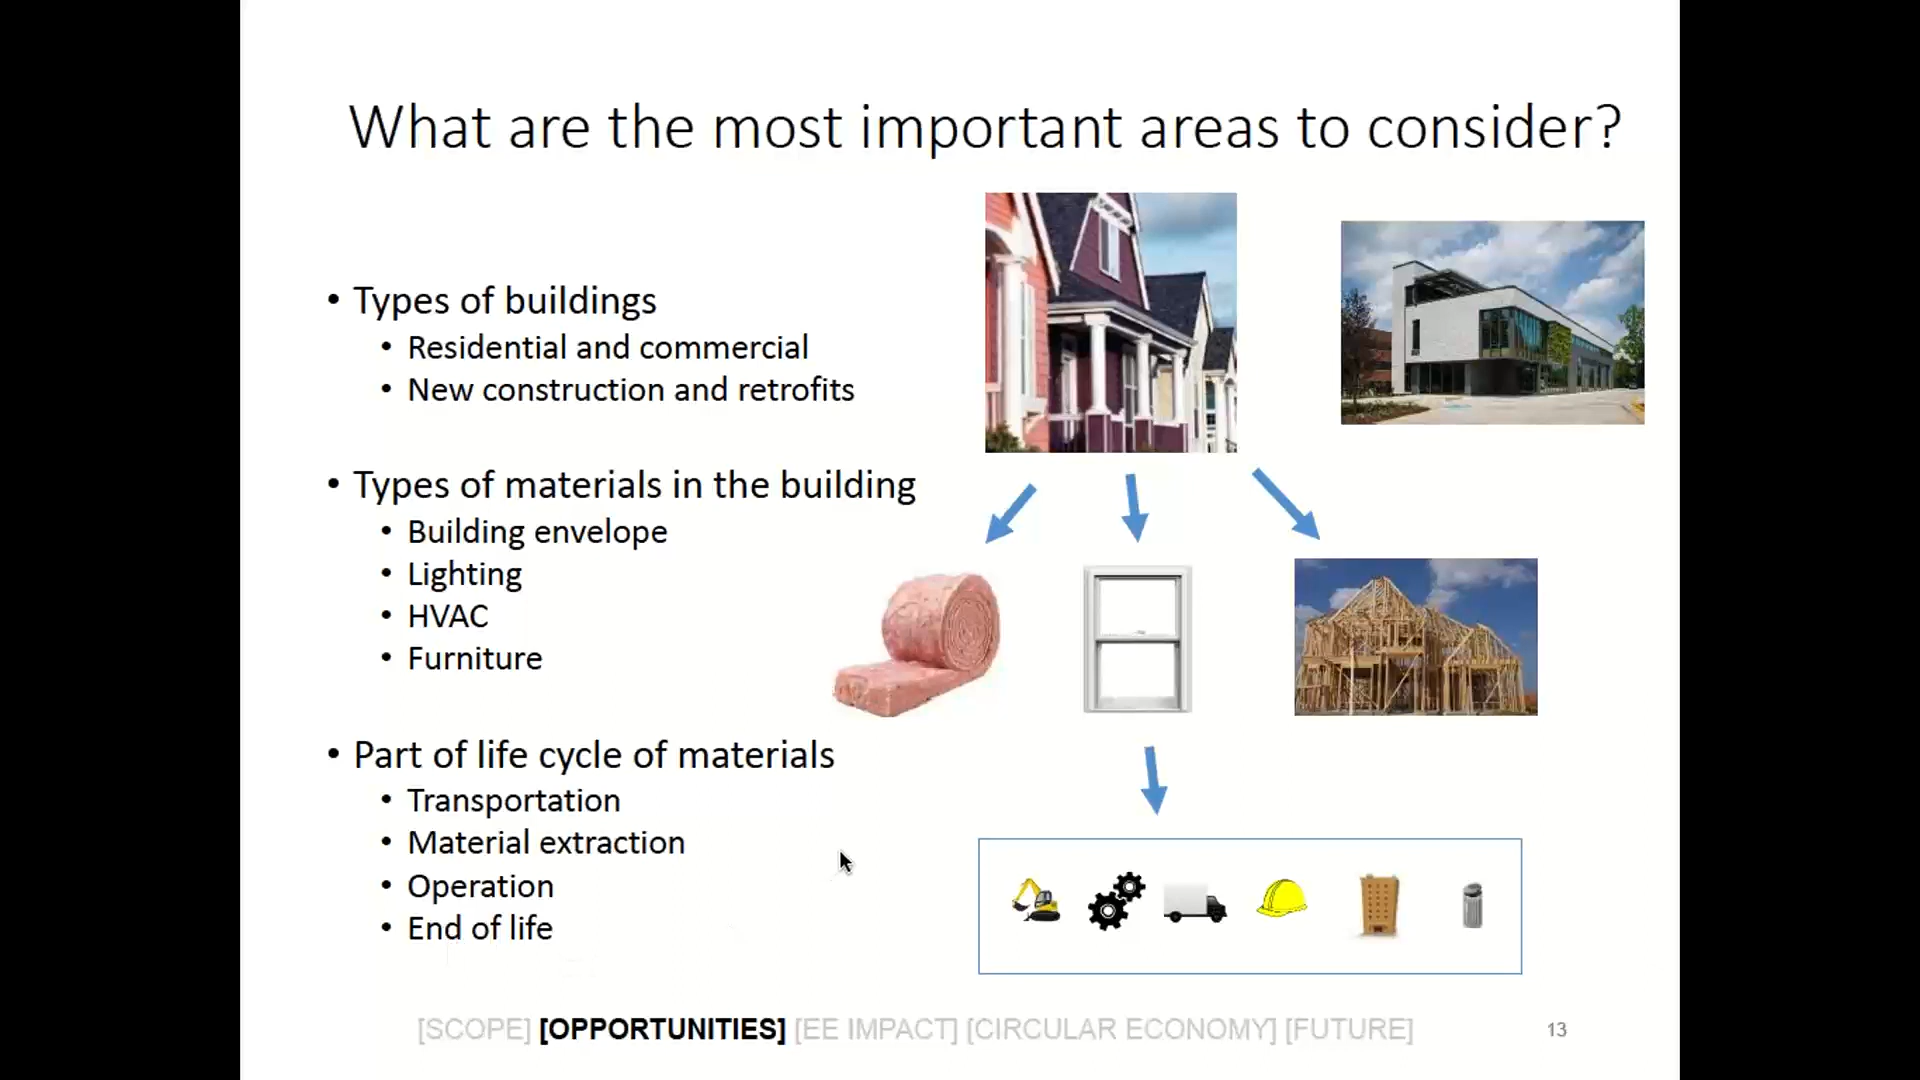 What are the most important areas to consider?
• Types of buildings
• Residential and commercial
• New construction and retrofits
• Types of materials in the building
• Building envelope
• Lighting
• HVAC
• Furniture
• Part of life cycle of materials
• Transportation
• Material extraction
• Operation
• End of life
[SCOPE] [OPPORTUNITIES] [EE IMPACT] [CIRCULAR ECONOMY] [FUTURE]
13